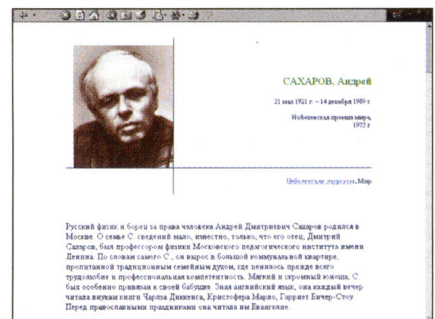 САХАРОВ, Андрей
21 мая 1921 г. – 14 декабря 1989 г.
Нобелевская премия мира,
197 г.
Нобелевские лауреаты. Мир
Русский физик и борец за права человека Андрей Дмитриевич Сахаров родился в
Москве. О семье С. сведений мало, известно, только, что его отец, Дмитрий
Сахаров, был профессором физики Московского педагогического института имени
Ленина. По словам самого С., он вырос в большой коммунальной квартире,
пропитанной традиционным семейным духом, где ценилось прежде всего
трудолюбие и профессиональная компетентность. Мягкий и скромный юноша, С.
был особенно привязан к своей бабушке. Зная английский язык, она каждый вечер
читала внукам книги Чарлза Диккенса, Кристофера Марло, Гарриет Бичер-Стоу.
Перед православными праздниками она читала им Евангелие.